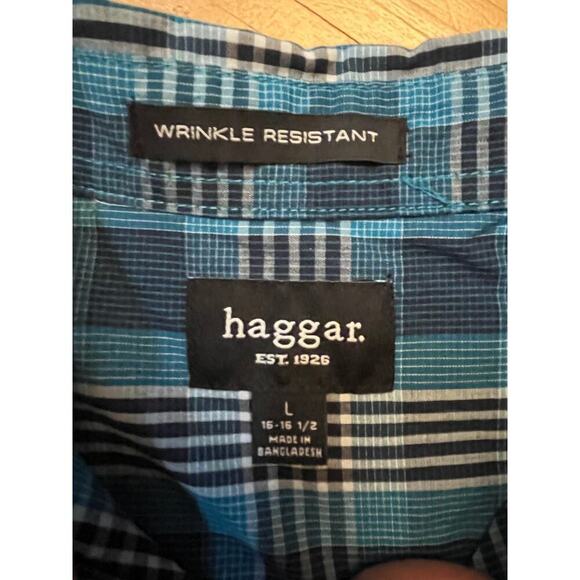 WRINKLE RESISTANT
haggar.
EST. 1926
L
16-16 1/2
MADE IN
BANGLADESH